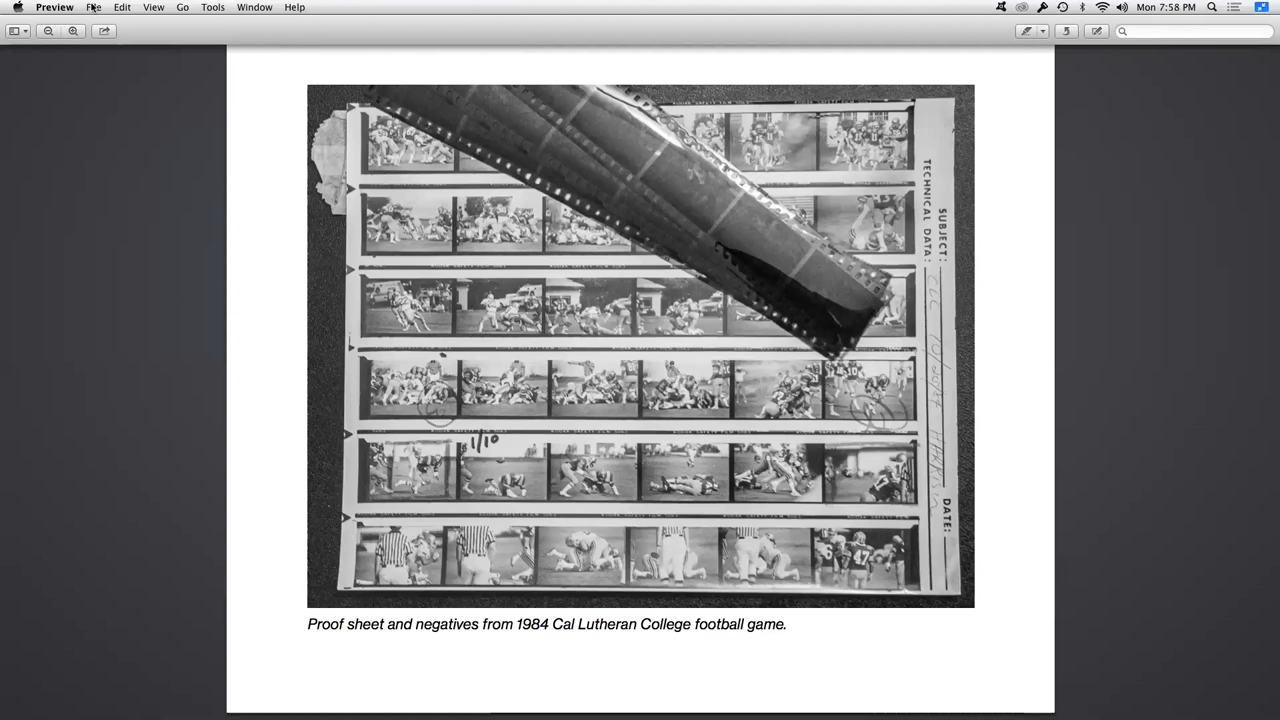 Preview File Edit View Go Tools Window Help Mon 7:58 PM
SUBJECT:
TECHNICAL DATA:
DATE:
1/10
47
Proof sheet and negatives from 1984 Cal Lutheran College football game.